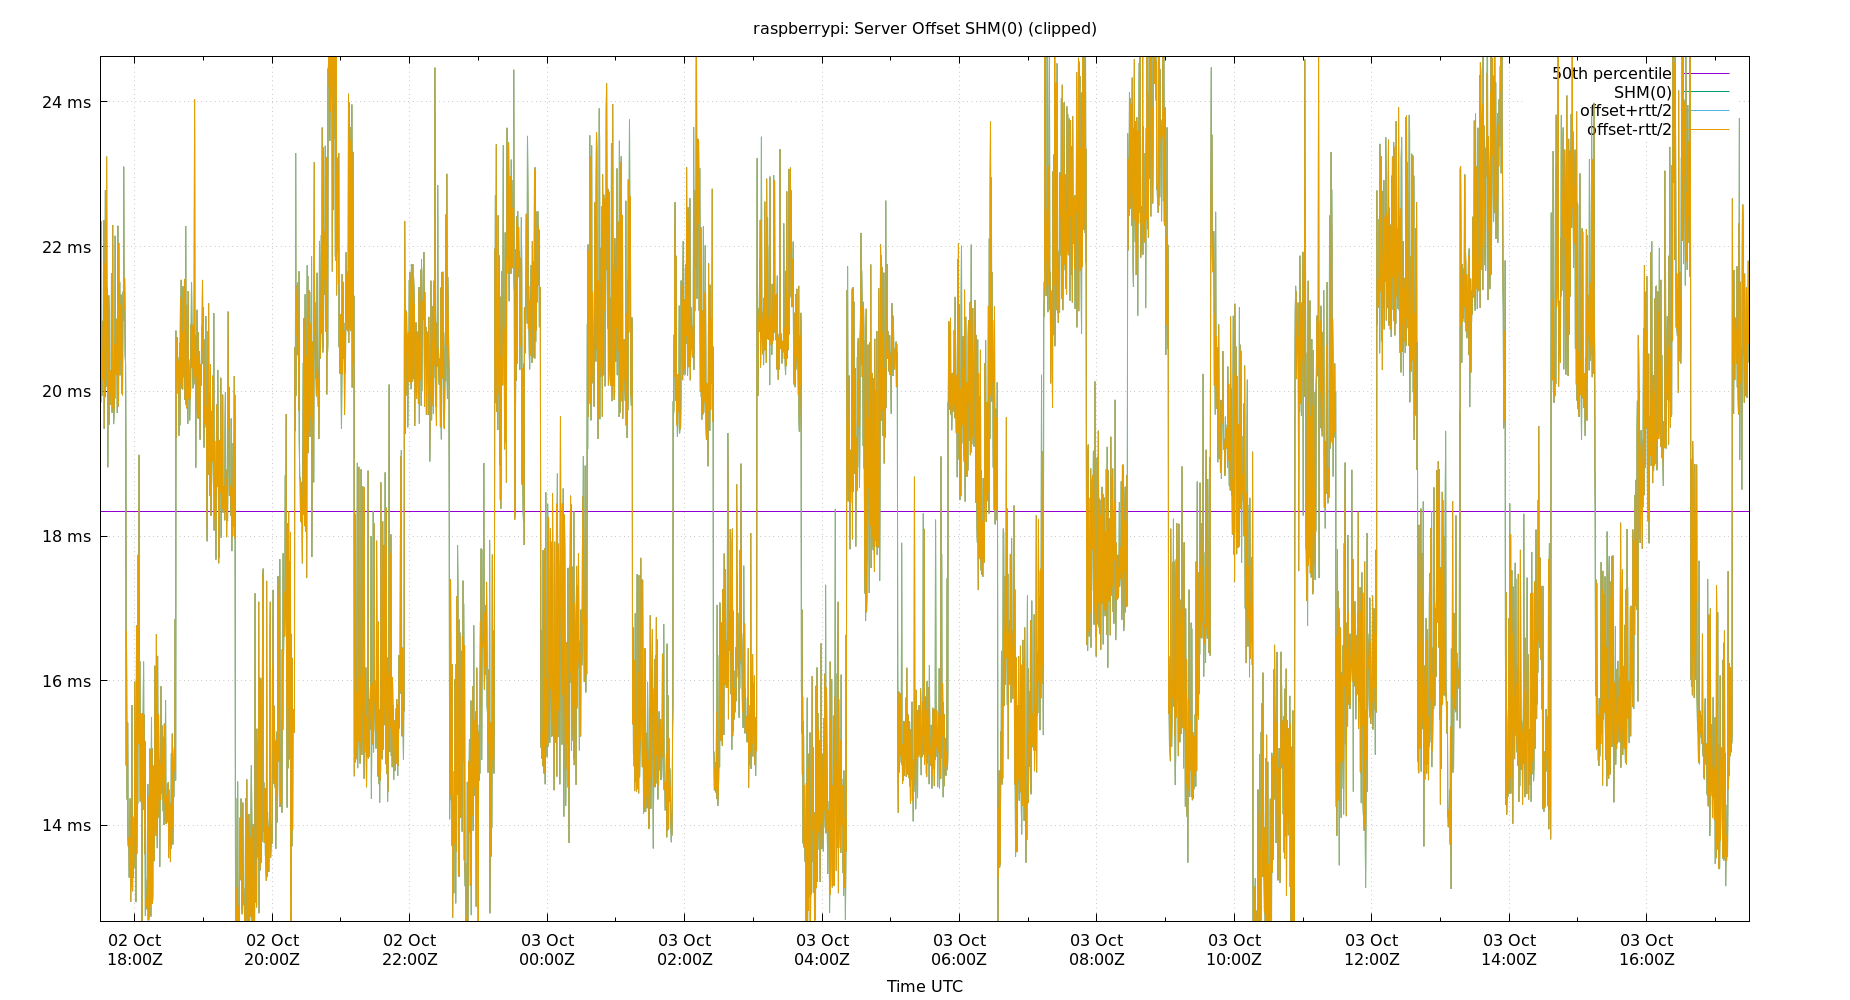 raspberrypi: Server Offset SHM(0) (clipped)
50th percentile
SHM(0)
offset+rtt/2
offset-rtt/2
24 ms
22 ms
20 ms
18 ms
16 ms
14 ms
02 Oct 02 Oct 02 Oct 03 Oct 03 Oct 03 Oct 03 Oct 03 Oct 03 Oct 03 Oct 03 Oct 03 Oct
18:00Z 20:00Z 22:00Z 00:00Z 02:00Z 04:00Z 06:00Z 08:00Z 10:00Z 12:00Z 14:00Z 16:00Z
Time UTC